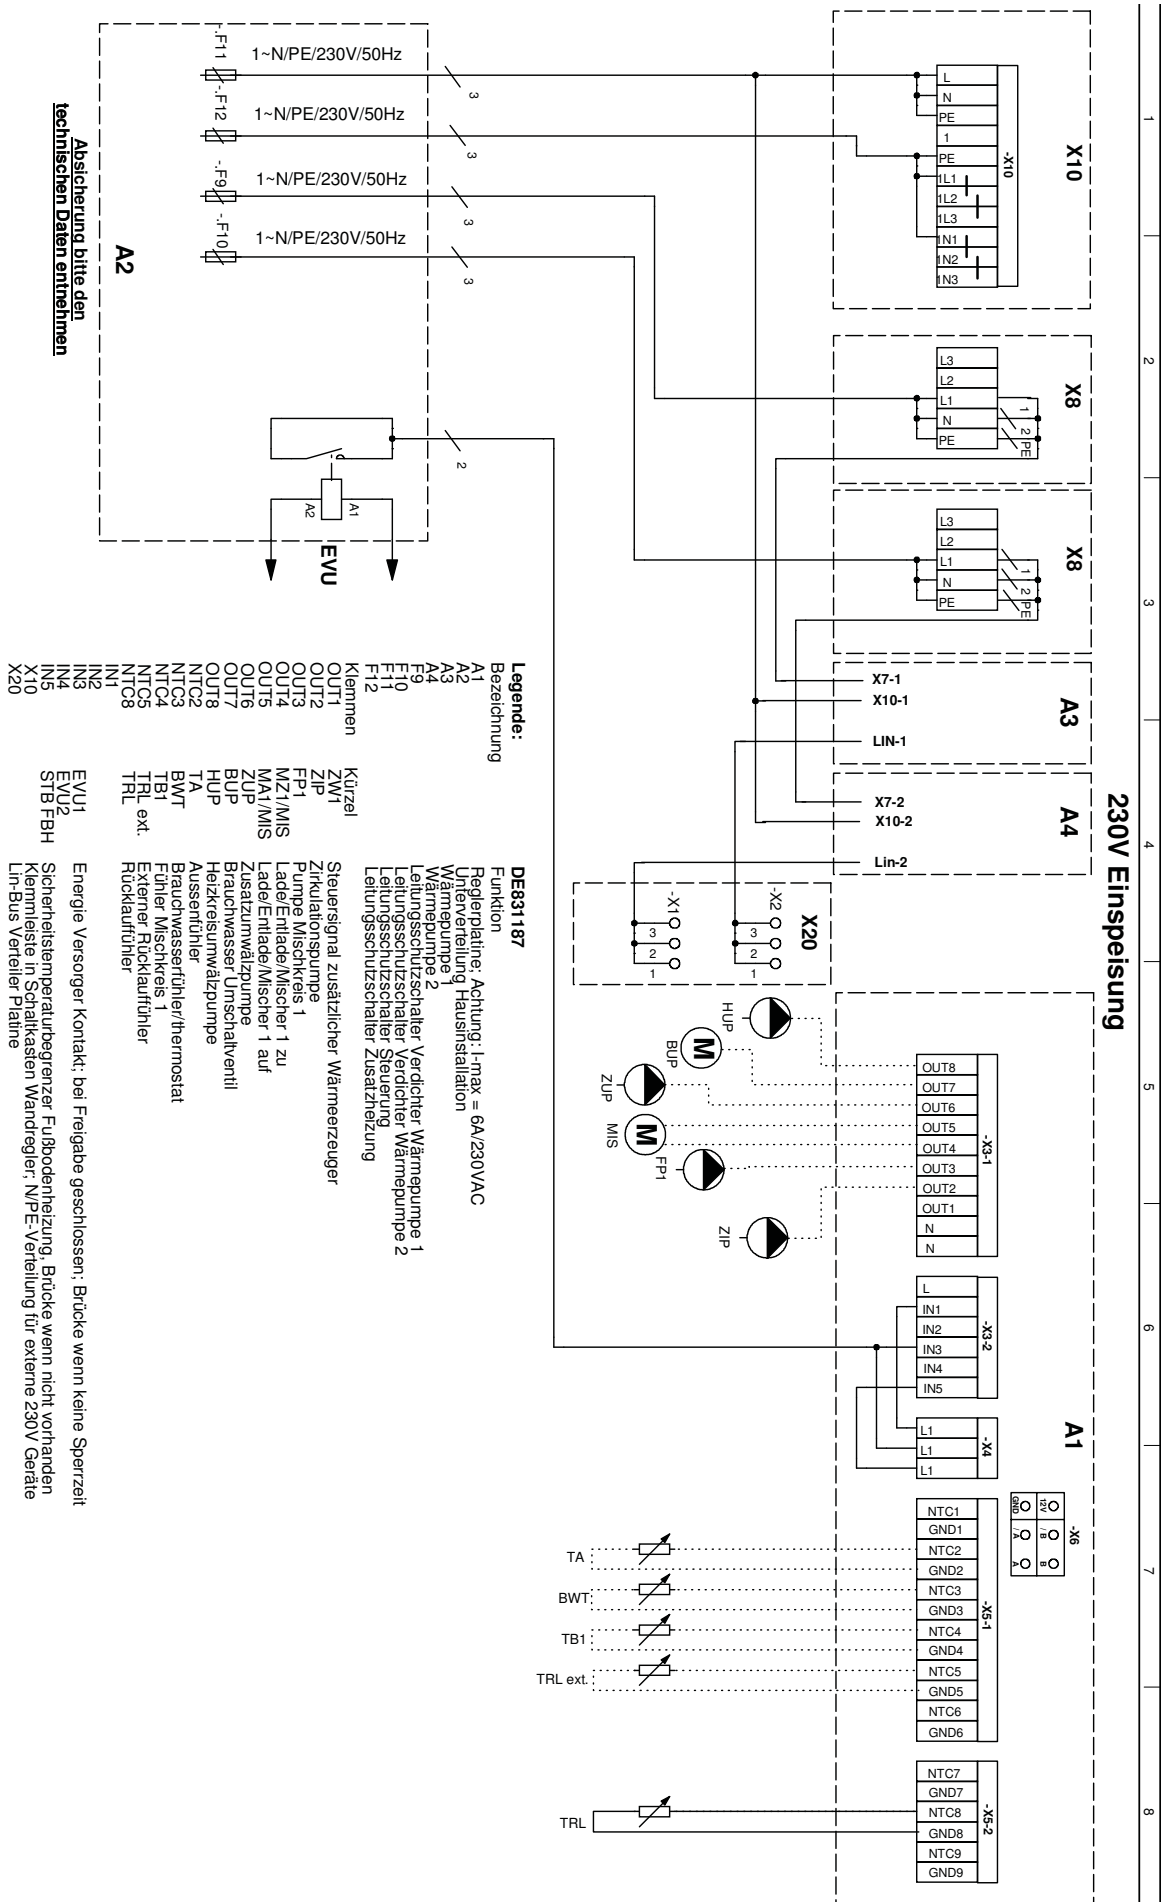 230V Einspeisung
1
2
3
4
5
6
7
8
X10
-X10
L
N
PE
1
PE
1L1
1L2
1L3
1N1
1N2
1N3
X8
L3
L2
L1
N
PE
1
2
PE
X8
L3
L2
L1
N
PE
1
2
PE
A3
X7-1
X10-1
LIN-1
A4
X7-2
X10-2
Lin-2
X20
-X2
3
2
1
-X1
3
2
1
A1
-X3-1
OUT8
OUT7
OUT6
OUT5
OUT4
OUT3
OUT2
OUT1
N
N
HUP
BUP
M
ZUP
MIS
M
FP1
ZIP
-X3-2
L
IN1
IN2
IN3
IN4
IN5
-X4
L1
L1
L1
-X6
12V
/ B
B
GND
/ A
A
-X5-1
NTC1
GND1
NTC2
GND2
NTC3
GND3
NTC4
GND4
NTC5
GND5
NTC6
GND6
TA
BWT
TB1
TRL ext.
-X5-2
NTC7
GND7
NTC8
GND8
NTC9
GND9
TRL
-.F11
1~N/PE/230V/50Hz
3
-.F12
1~N/PE/230V/50Hz
3
-.F9
1~N/PE/230V/50Hz
3
-.F10
1~N/PE/230V/50Hz
3
2
A2
A1
A2
EVU
Absicherung bitte den
technischen Daten entnehmen
Legende: DE831187
Bezeichnung Funktion
A1 Reglerplatine; Achtung: I-max = 6A/230VAC
A2 Unterverteilung Hausinstallation
A3 Wärmepumpe 1
A4 Wärmepumpe 2
F9 Leitungsschutzschalter Verdichter Wärmepumpe 1
F10 Leitungsschutzschalter Verdichter Wärmepumpe 2
F11 Leitungsschutzschalter Steuerung
F12 Leitungsschutzschalter Zusatzheizung
Klemmen Kürzel
OUT1 ZW1 Steuersignal zusätzlicher Wärmeerzeuger
OUT2 ZIP Zirkulationspumpe
OUT3 FP1 Pumpe Mischkreis 1
OUT4 MZ1/MIS Lade/Entlade/Mischer 1 zu
OUT5 MA1/MIS Lade/Entlade/Mischer 1 auf
OUT6 ZUP Zusatzumwälzpumpe
OUT7 BUP Brauchwasser Umschaltventil
OUT8 HUP Heizkreisumwälzpumpe
NTC2 TA Aussenfühler
NTC3 BWT Brauchwasserfühler/thermostat
NTC4 TB1 Fühler Mischkreis 1
NTC5 TRL ext. Externer Rücklauffühler
NTC8 TRL Rücklauffühler
IN1
IN2
IN3 EVU1 Energie Versorger Kontakt; bei Freigabe geschlossen; Brücke wenn keine Sperrzeit
IN4 EVU2
IN5 STB FBH Sicherheitstemperaturbegrenzer Fußbodenheizung, Brücke wenn nicht vorhanden
X10 Klemmleiste in Schaltkasten Wandregler; N/PE-Verteilung für externe 230V Geräte
X20 Lin-Bus Verteiler Platine